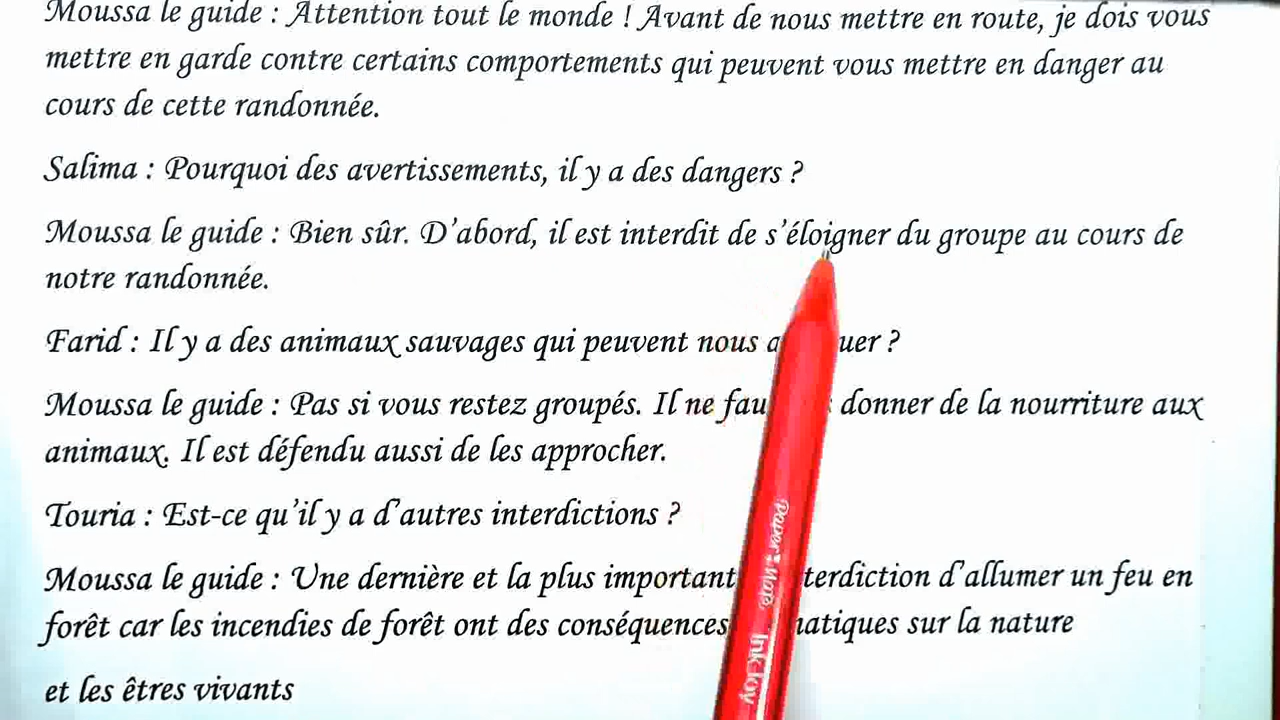 Moussa le guide : Attention tout le monde ! Avant de nous mettre en route, je dois vous
mettre en garde contre certains comportements qui peuvent vous mettre en danger au
cours de cette randonnée.
Salima : Pourquoi des avertissements, il y a des dangers ?
Moussa le guide : Bien sûr. D'abord, il est interdit de s'éloigner du groupe au cours de
notre randonnée.
Farid : Il y a des animaux sauvages qui peuvent nous ?
Moussa le guide : Pas si vous restez groupés. Il ne donner de la nourriture aux
animaux. Il est défendu aussi de les approcher.
Touria : Est-ce qu'il y a d'autres interdictions ?
Moussa le guide : Une dernière et la plus d'allumer un feu en
forêt car les incendies de forêt ont des conséquences sur la nature
et les êtres vivants
Paper Mate InkJoy